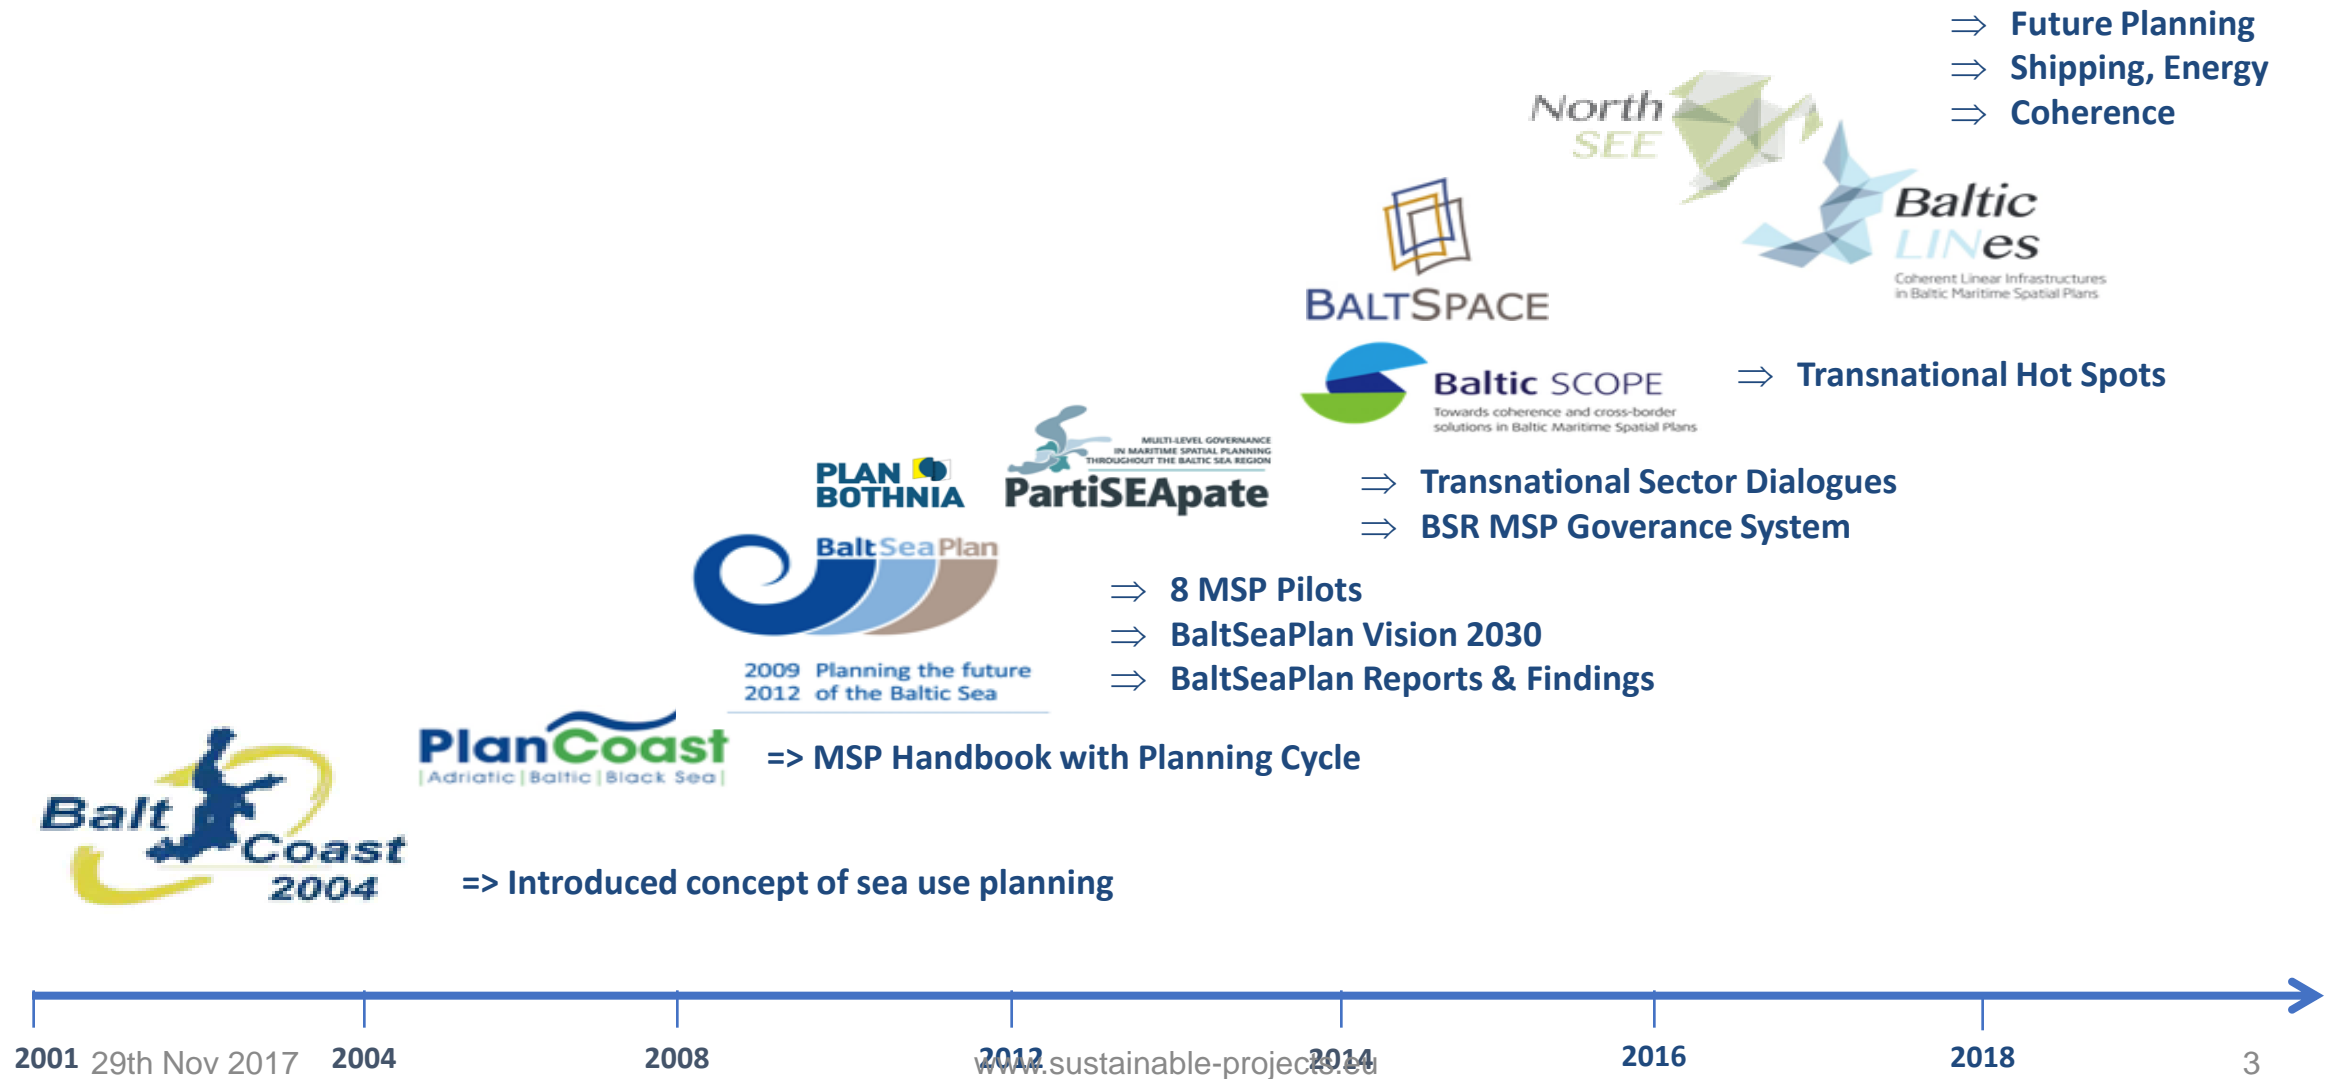 ⇒ Future Planning
⇒ Shipping, Energy
⇒ Coherence
North
SEE
Baltic
LINes
Coherent Linear Infrastructures
in Baltic Maritime Spatial Plans
BALTSPACE
Baltic SCOPE
Towards coherence and cross-border
solutions in Baltic Maritime Spatial Plans
⇒ Transnational Hot Spots
MULTI-LEVEL GOVERNANCE
IN MARITIME SPATIAL PLANNING
THROUGHOUT THE BALTIC SEA REGION
PartiSEApate
PLAN
BOTHNIA
⇒ Transnational Sector Dialogues
⇒ BSR MSP Goverance System
BaltSeaPlan
2009 Planning the future
2012 of the Baltic Sea
⇒ 8 MSP Pilots
⇒ BaltSeaPlan Vision 2030
⇒ BaltSeaPlan Reports & Findings
PlanCoast
|Adriatic|Baltic|Black Sea|
=> MSP Handbook with Planning Cycle
Balt
Coast
2004
=> Introduced concept of sea use planning
2001 2004 2008 2012 2014 2016 2018
29th Nov 2017 www.sustainable-projects.eu 3